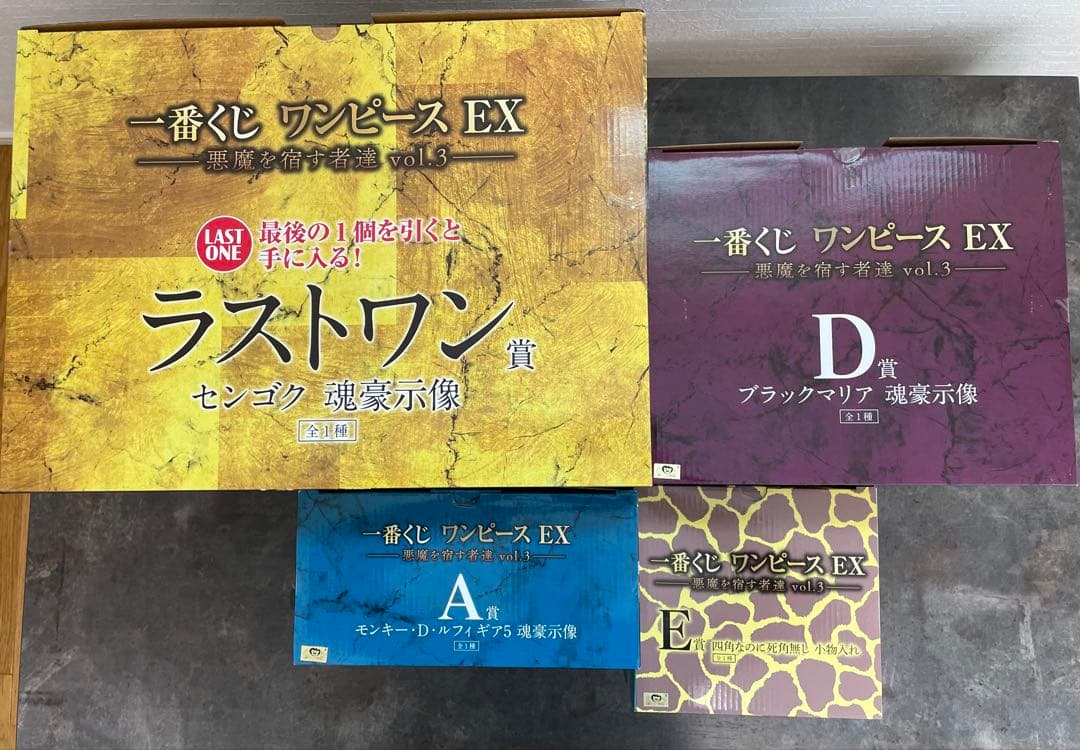 一番くじ ワンピース EX
悪魔を宿す者達 vol.3
LAST
ONE
最後の1個を引くと
手に入る!
ラストワン賞
センゴク 魂豪示像
全1種
一番くじ ワンピース EX
悪魔を宿す者達 vol.3
D賞
ブラックマリア 魂豪示像
全1種
一番くじ ワンピース EX
悪魔を宿す者達 vol.3
A賞
モンキー・D・ルフィギア5 魂豪示像
全1種
一番くじ ワンピース EX
悪魔を宿す者達 vol.3
E賞 四角なのに死角無し 小物入れ
全1種